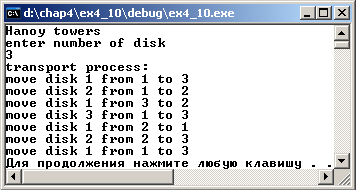 d:\chap4\ex4_10\debug\ex4_10.exe
Hanoy towers
enter number of disk
3
transport process:
move disk 1 from 1 to 3
move disk 2 from 1 to 2
move disk 1 from 3 to 2
move disk 3 from 1 to 3
move disk 1 from 2 to 1
move disk 2 from 2 to 3
move disk 1 from 1 to 3
Для продолжения нажмите любую клавишу . .